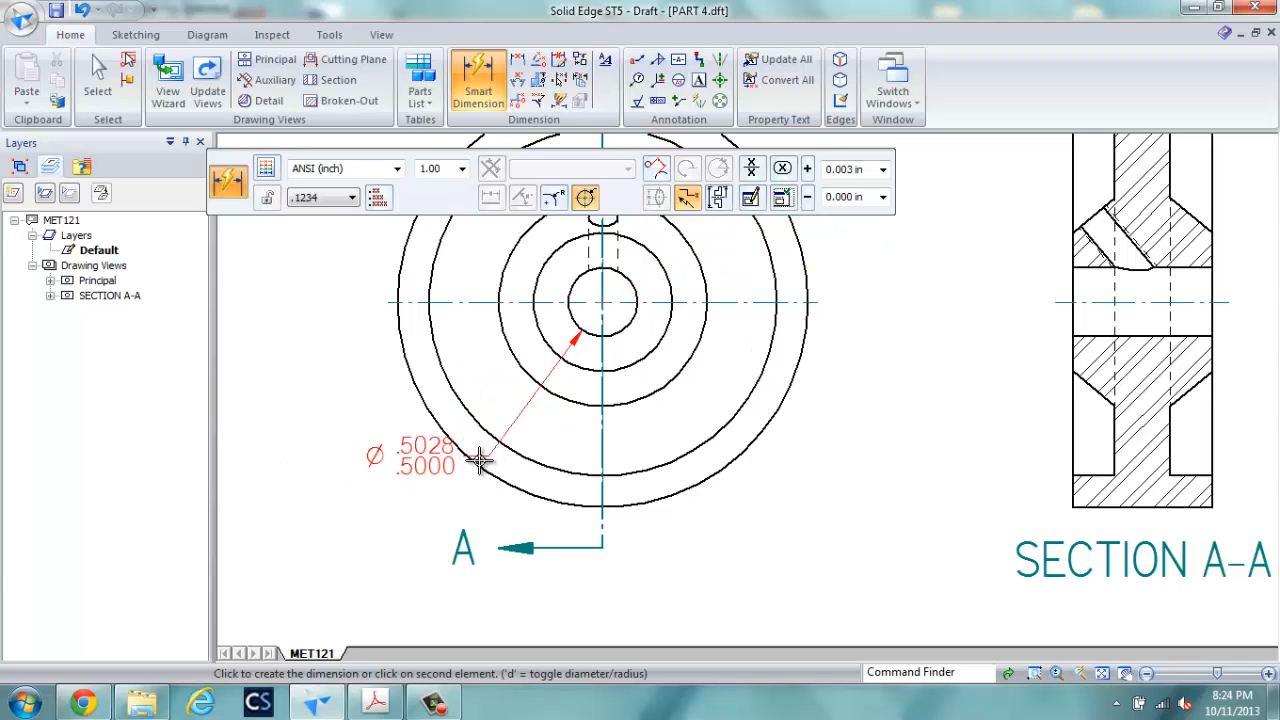 Solid Edge ST5 - Draft - [PART 4.dft]
Home Sketching Diagram Inspect Tools View
Paste
Clipboard
Select
Select
View Wizard
Update Views
Principal
Auxiliary
Detail
Cutting Plane
Section
Broken-Out
Drawing Views
Parts List
Tables
Smart Dimension
Dimension
A
Annotation
Update All
Convert All
Property Text
Edges
Switch Windows
Window
Layers
ANSI (inch)
1.00
0.003 in
.1234
0.000 in
MET121
Layers
Default
Drawing Views
Principal
SECTION A-A
Ø .5028
.5000
A
SECTION A-A
MET121
Click to create the dimension or click on second element. ('d' = toggle diameter/radius)
Command Finder
CS
8:24 PM
10/11/2013